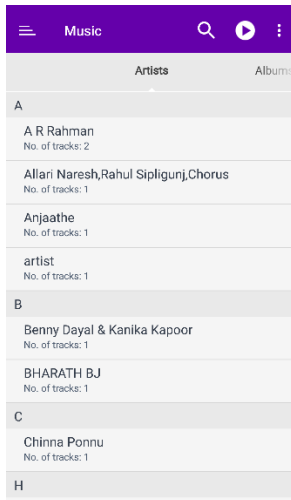 Music
Artists
Album
A
A R Rahman
No. of tracks: 2
Allari Naresh,Rahul Sipligunj,Chorus
No. of tracks: 1
Anjaathe
No. of tracks: 1
artist
No. of tracks: 1
B
Benny Dayal & Kanika Kapoor
No. of tracks: 1
BHARATH BJ
No. of tracks: 1
C
Chinna Ponnu
No. of tracks: 1
H